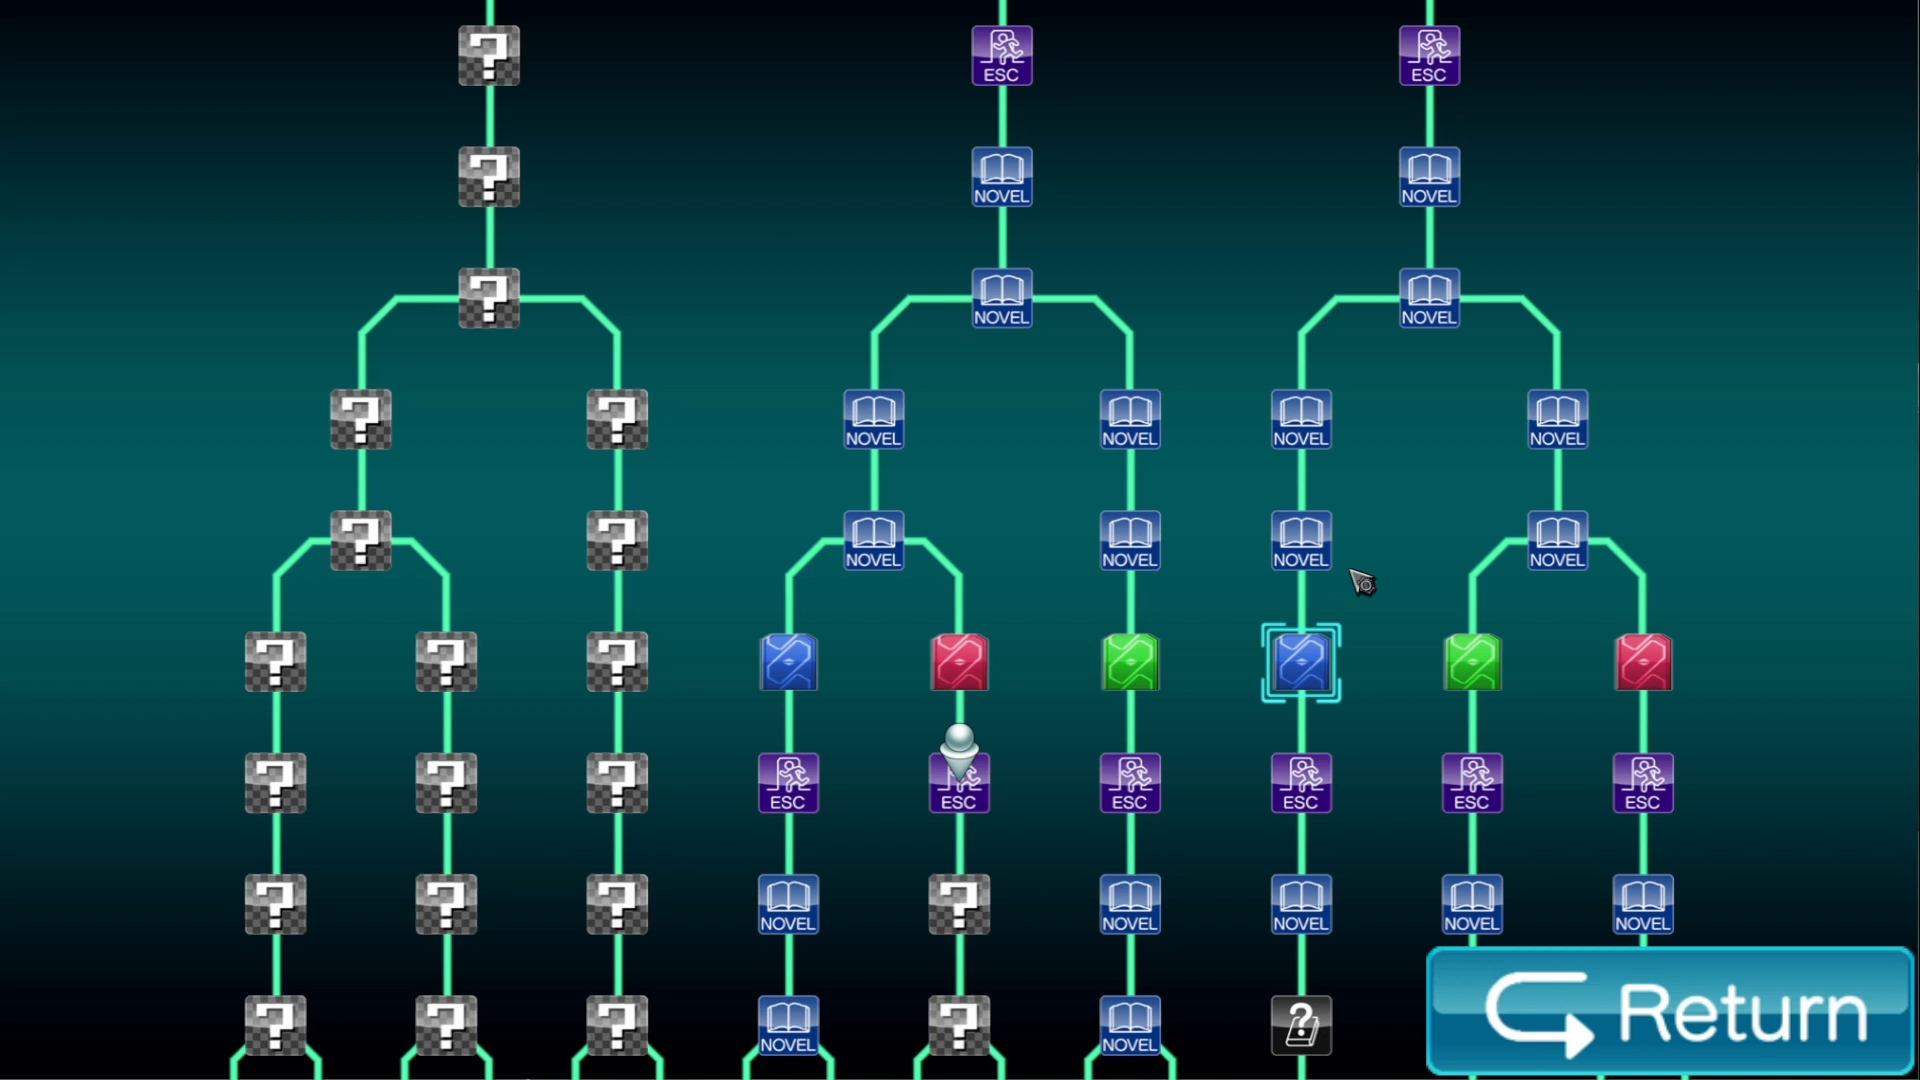 ? ESC ESC
? NOVEL NOVEL
? NOVEL NOVEL
? ? NOVEL NOVEL NOVEL NOVEL
? ? NOVEL NOVEL NOVEL NOVEL
? ? ?
? ? ? ESC ESC ESC ESC ESC ESC
? ? ? NOVEL ? NOVEL NOVEL NOVEL NOVEL
? ? ? NOVEL ? NOVEL ?
Return